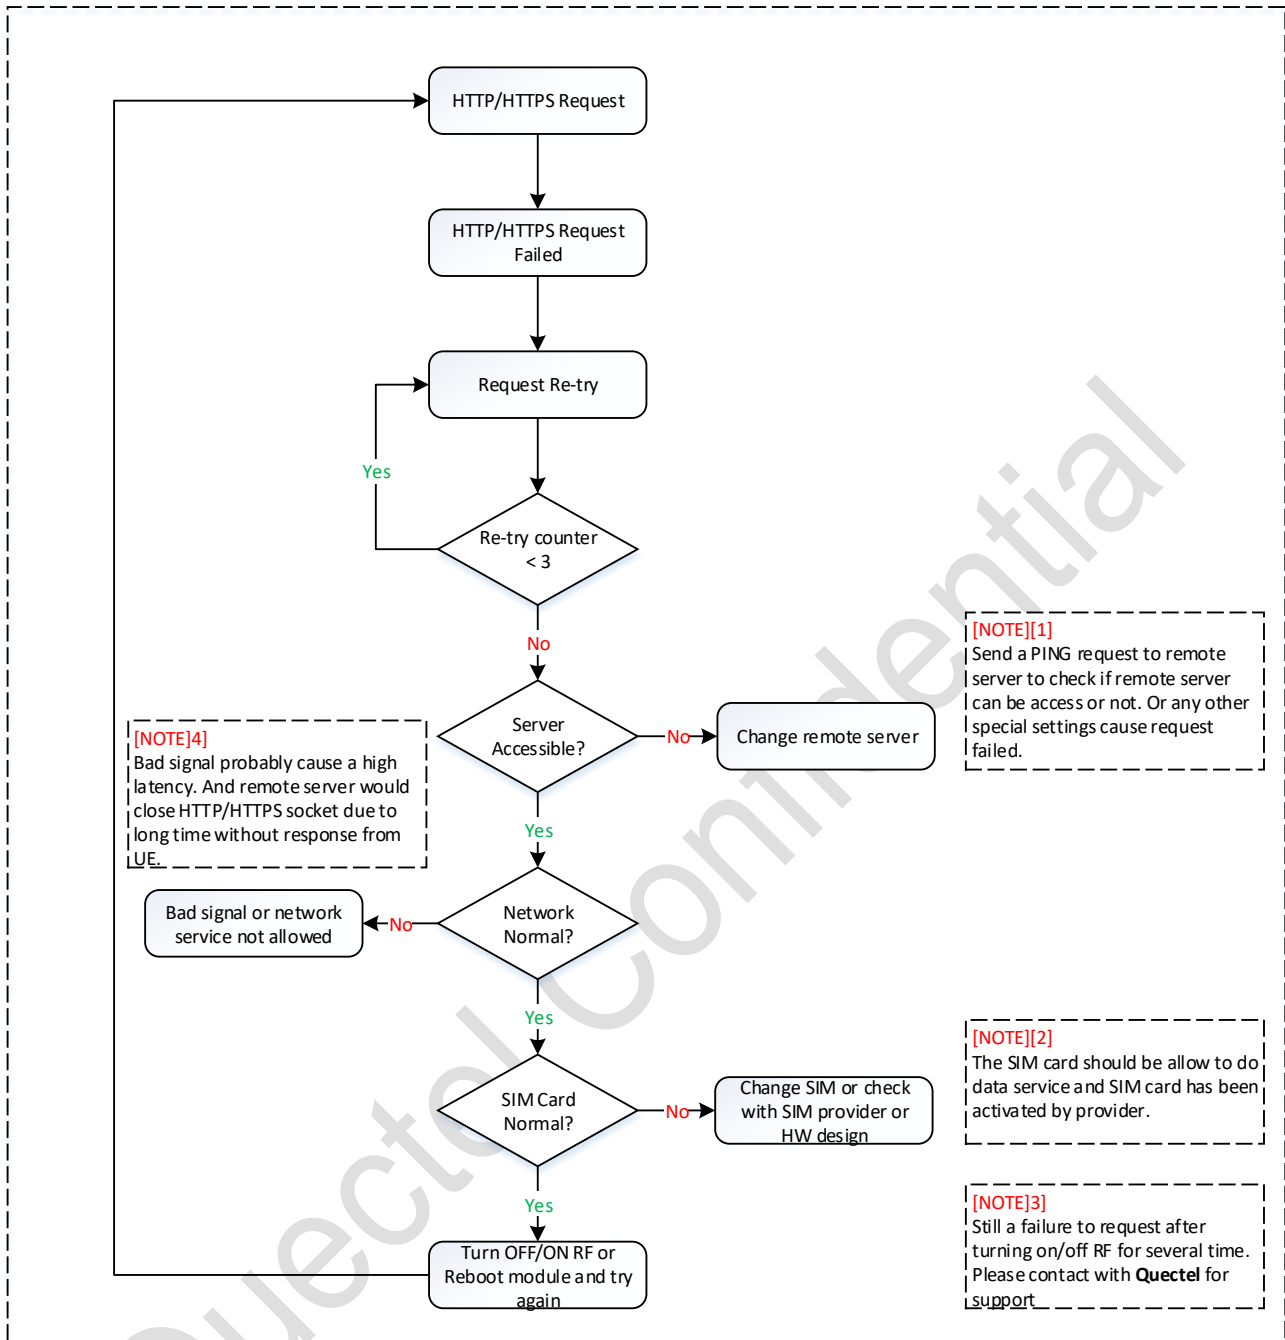 HTTP/HTTPS Request
HTTP/HTTPS Request
Failed
Request Re-try
Yes
Re-try counter
< 3
No
[NOTE][1]
Send a PING request to remote
server to check if remote server
can be access or not. Or any other
special settings cause request
failed.
Server
Accessible?
No
Change remote server
[NOTE]4]
Bad signal probably cause a high
latency. And remote server would
close HTTP/HTTPS socket due to
long time without response from
UE.
Yes
Network
Normal?
No
Bad signal or network
service not allowed
Yes
[NOTE][2]
The SIM card should be allow to do
data service and SIM card has been
activated by provider.
SIM Card
Normal?
No
Change SIM or check
with SIM provider or
HW design
Yes
[NOTE]3]
Still a failure to request after
turning on/off RF for several time.
Please contact with Quectel for
support
Turn OFF/ON RF or
Reboot module and try
again
Quectel Confidential